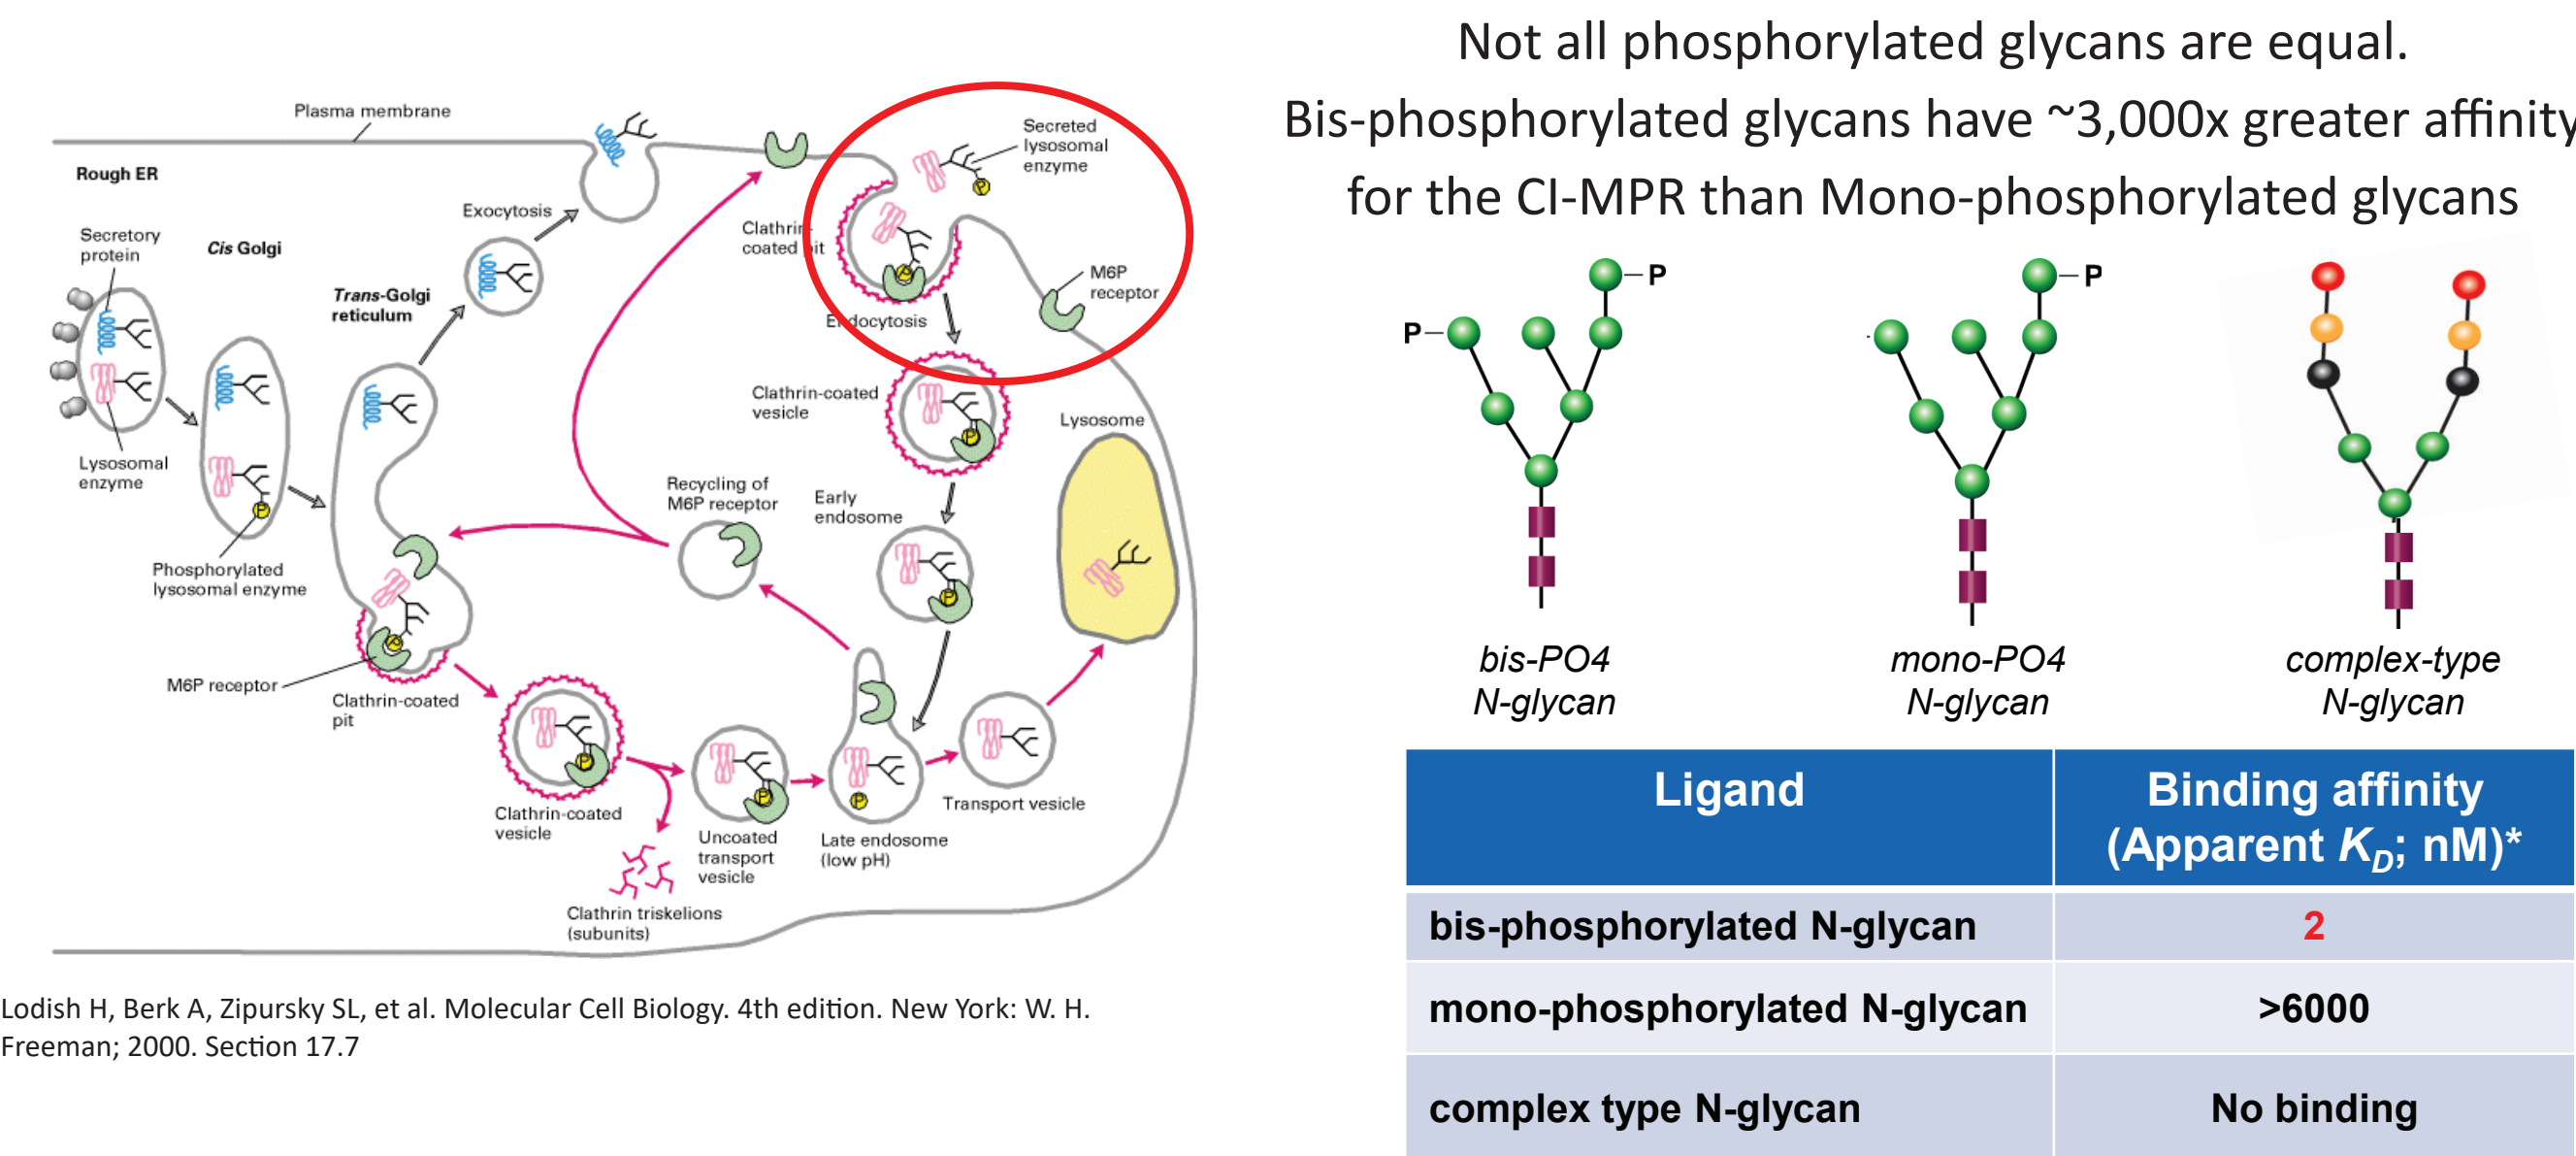 Not all phosphorylated glycans are equal.
Bis-phosphorylated glycans have ~3,000x greater affinity
for the CI-MPR than Mono-phosphorylated glycans
Plasma membrane
Rough ER
Secretory
protein
Cis Golgi
Trans-Golgi
reticulum
Exocytosis
Secreted
lysosomal
enzyme
P
Clathrin-
coated pit
P
M6P
receptor
Endocytosis
Clathrin-coated
vesicle
P
Lysosome
Lysosomal
enzyme
P
Phosphorylated
lysosomal enzyme
Recycling of
M6P receptor
Early
endosome
P
P
M6P receptor
Clathrin-coated
pit
P
Clathrin-coated
vesicle
P
Uncoated
transport
vesicle
P
Late endosome
(low pH)
Transport vesicle
Clathrin triskelions
(subunits)
Lodish H, Berk A, Zipursky SL, et al. Molecular Cell Biology. 4th edition. New York: W. H.
Freeman; 2000. Section 17.7
P
P
P
bis-PO4
N-glycan
mono-PO4
N-glycan
complex-type
N-glycan
Ligand
Binding affinity
(Apparent KD; nM)*
bis-phosphorylated N-glycan
2
mono-phosphorylated N-glycan
>6000
complex type N-glycan
No binding